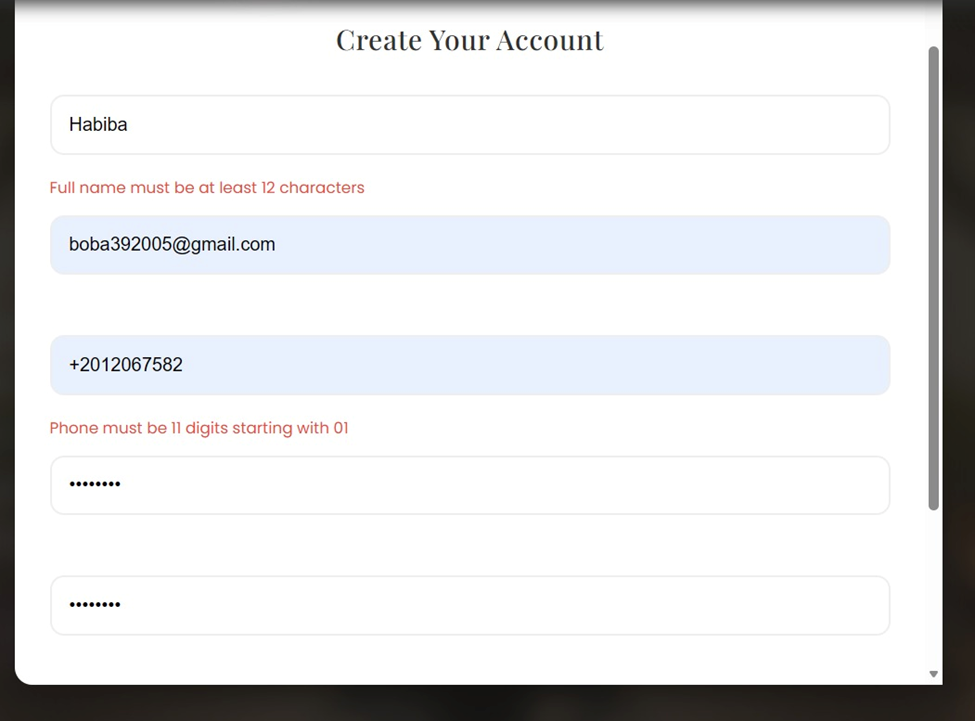 Create Your Account
Habiba
Full name must be at least 12 characters
boba392005@gmail.com
+2012067582
Phone must be 11 digits starting with 01
••••••••
••••••••